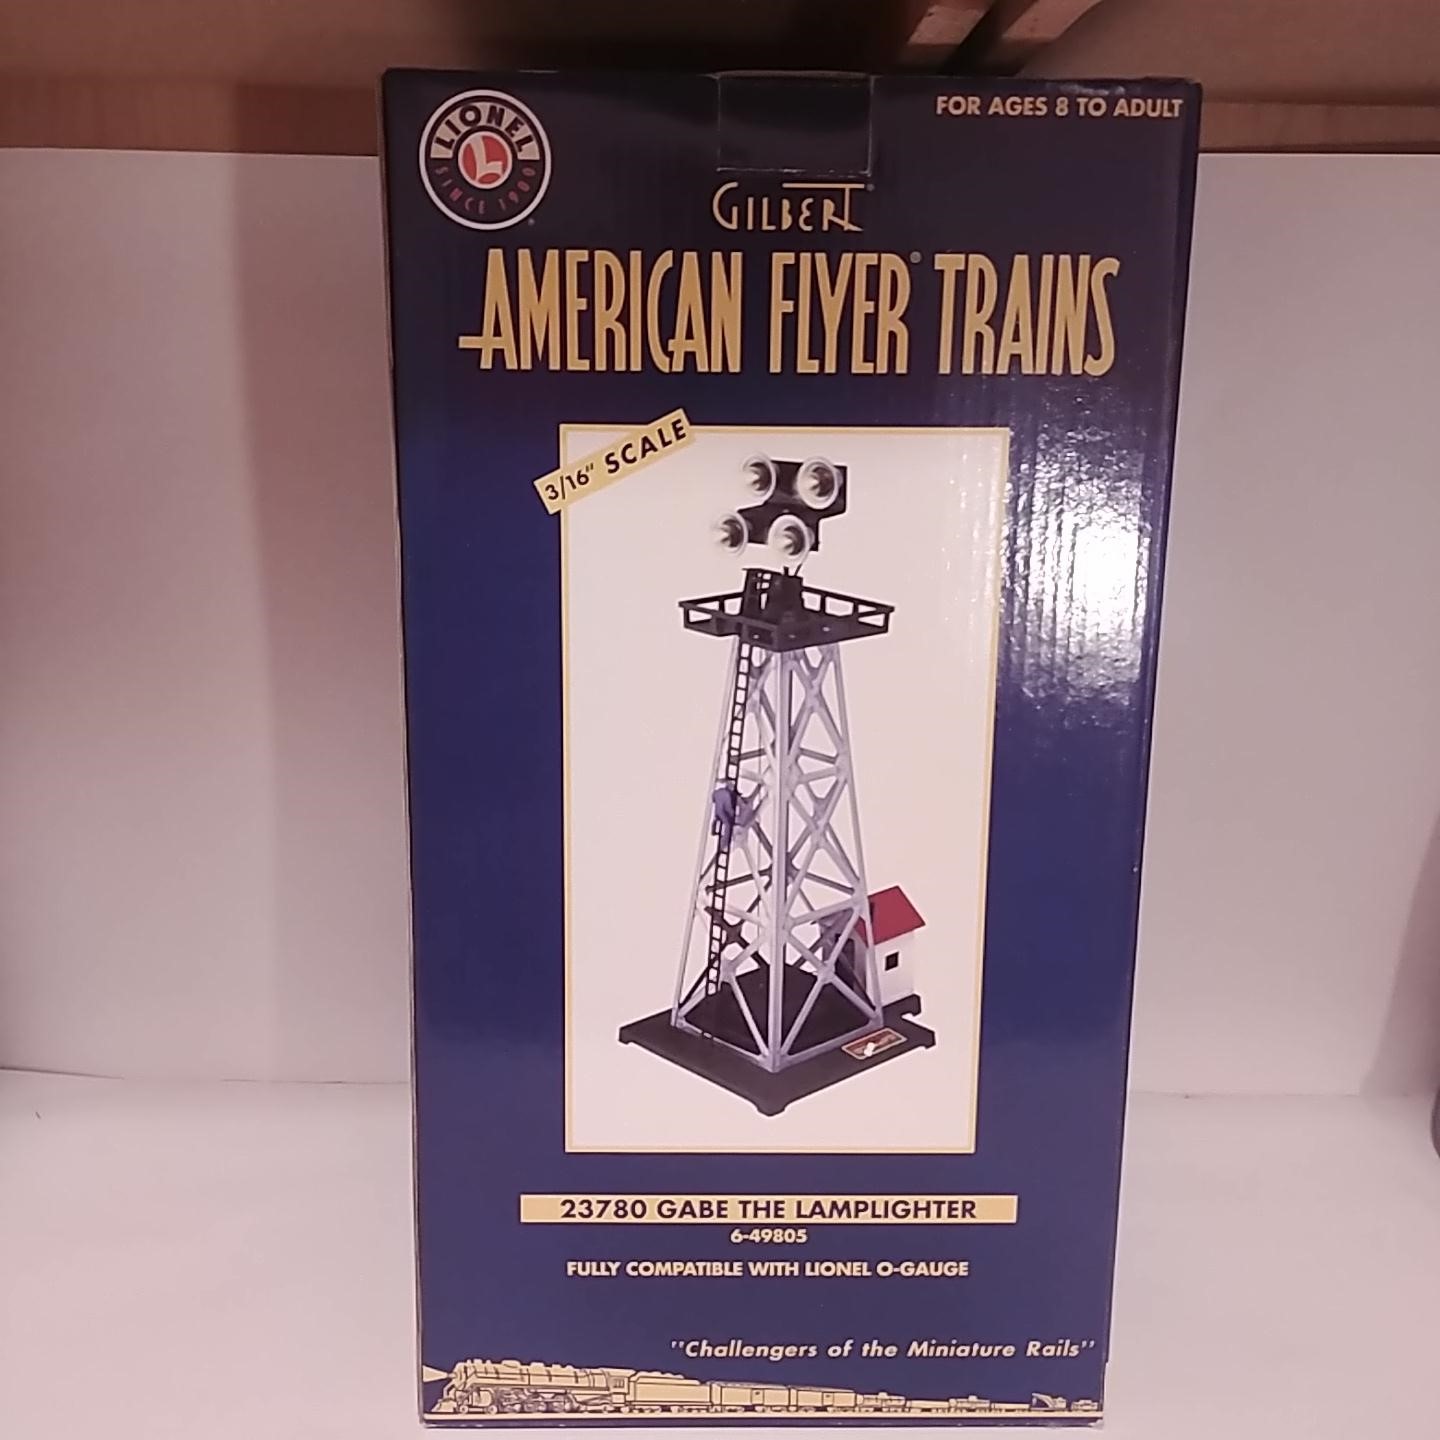 LIONEL
L
SINCE 1900
FOR AGES 8 TO ADULT
GILBERT®
AMERICAN FLYER® TRAINS
3/16" SCALE
23780 GABE THE LAMPLIGHTER
6-49805
FULLY COMPATIBLE WITH LIONEL O-GAUGE
"Challengers of the Miniature Rails"